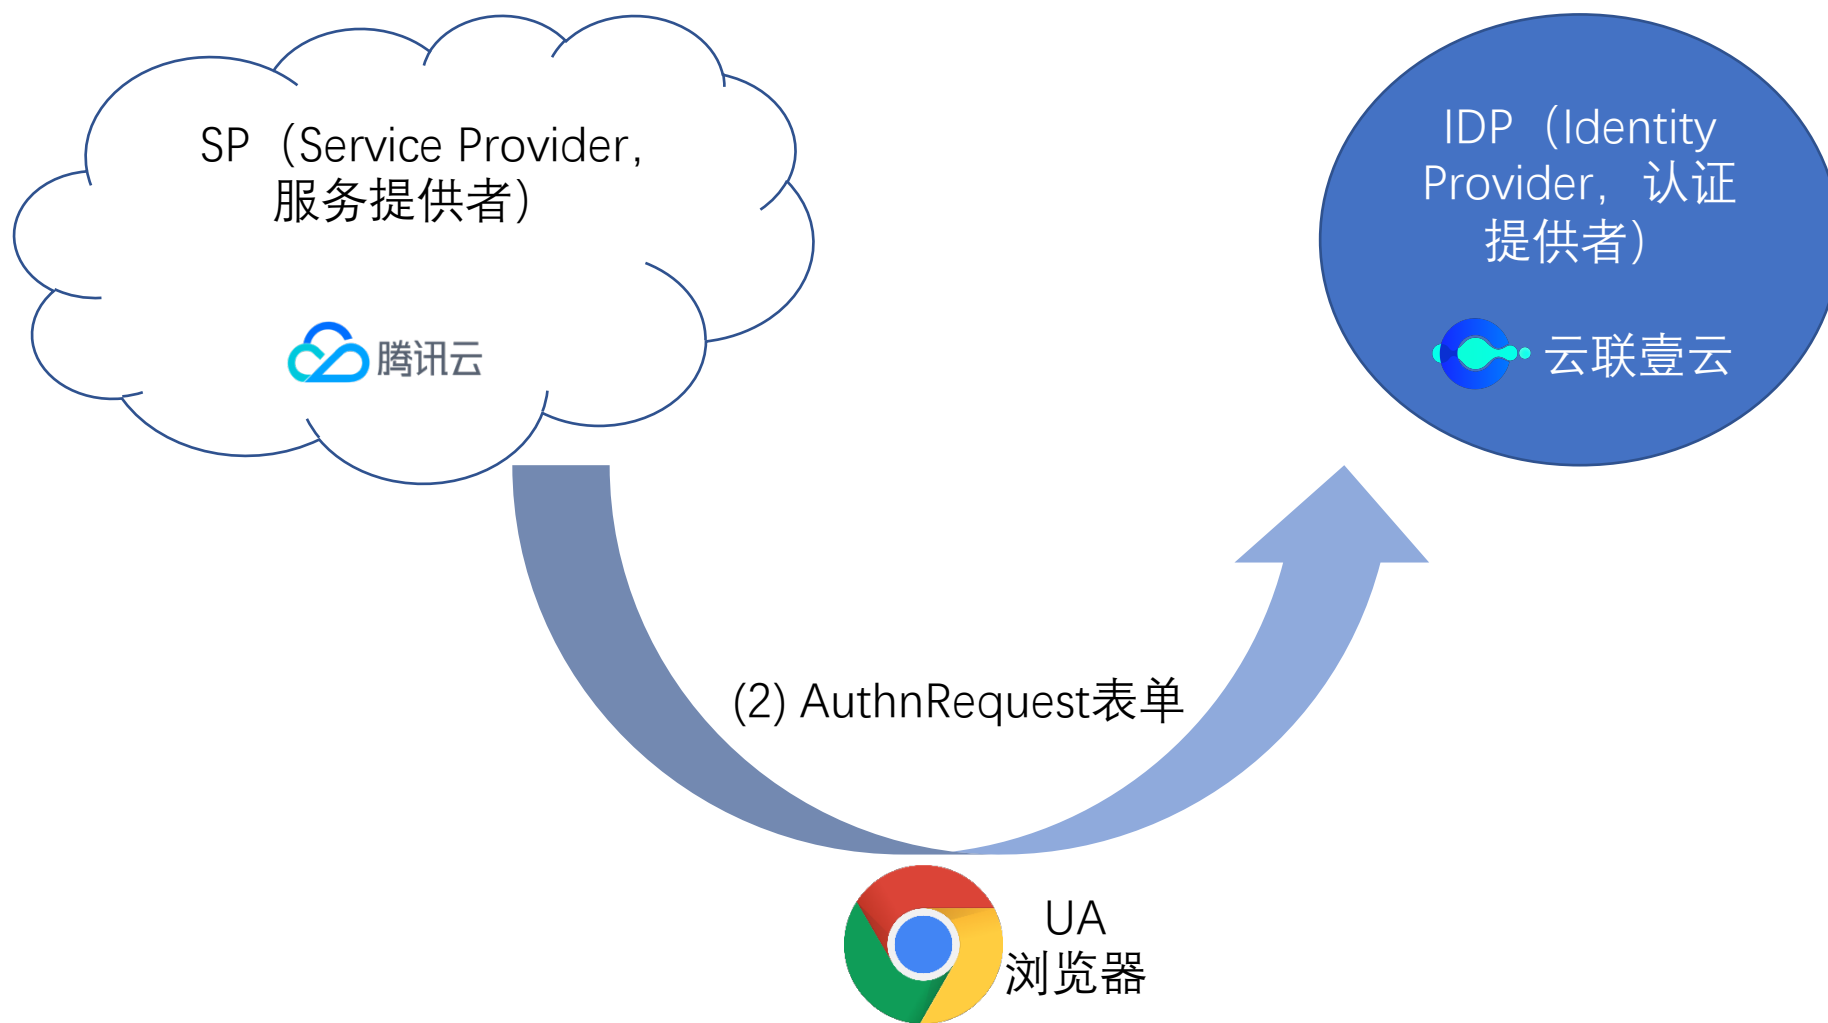 SP（Service Provider,
服务提供者）
腾讯云
IDP（Identity
Provider，认证
提供者）
云联壹云
(2) AuthnRequest表单
UA
浏览器